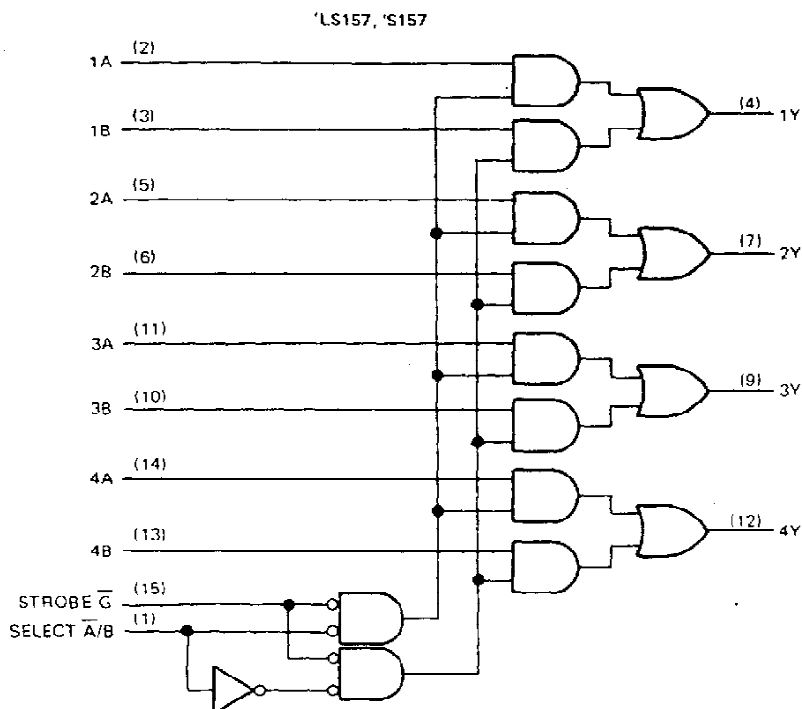 'LS157, 'S157
1A (2)
(4) 1Y
1B (3)
2A (5)
(7) 2Y
2B (6)
3A (11)
(9) 3Y
3B (10)
4A (14)
(12) 4Y
4B (13)
STROBE G̅ (15)
SELECT A̅/B (1)